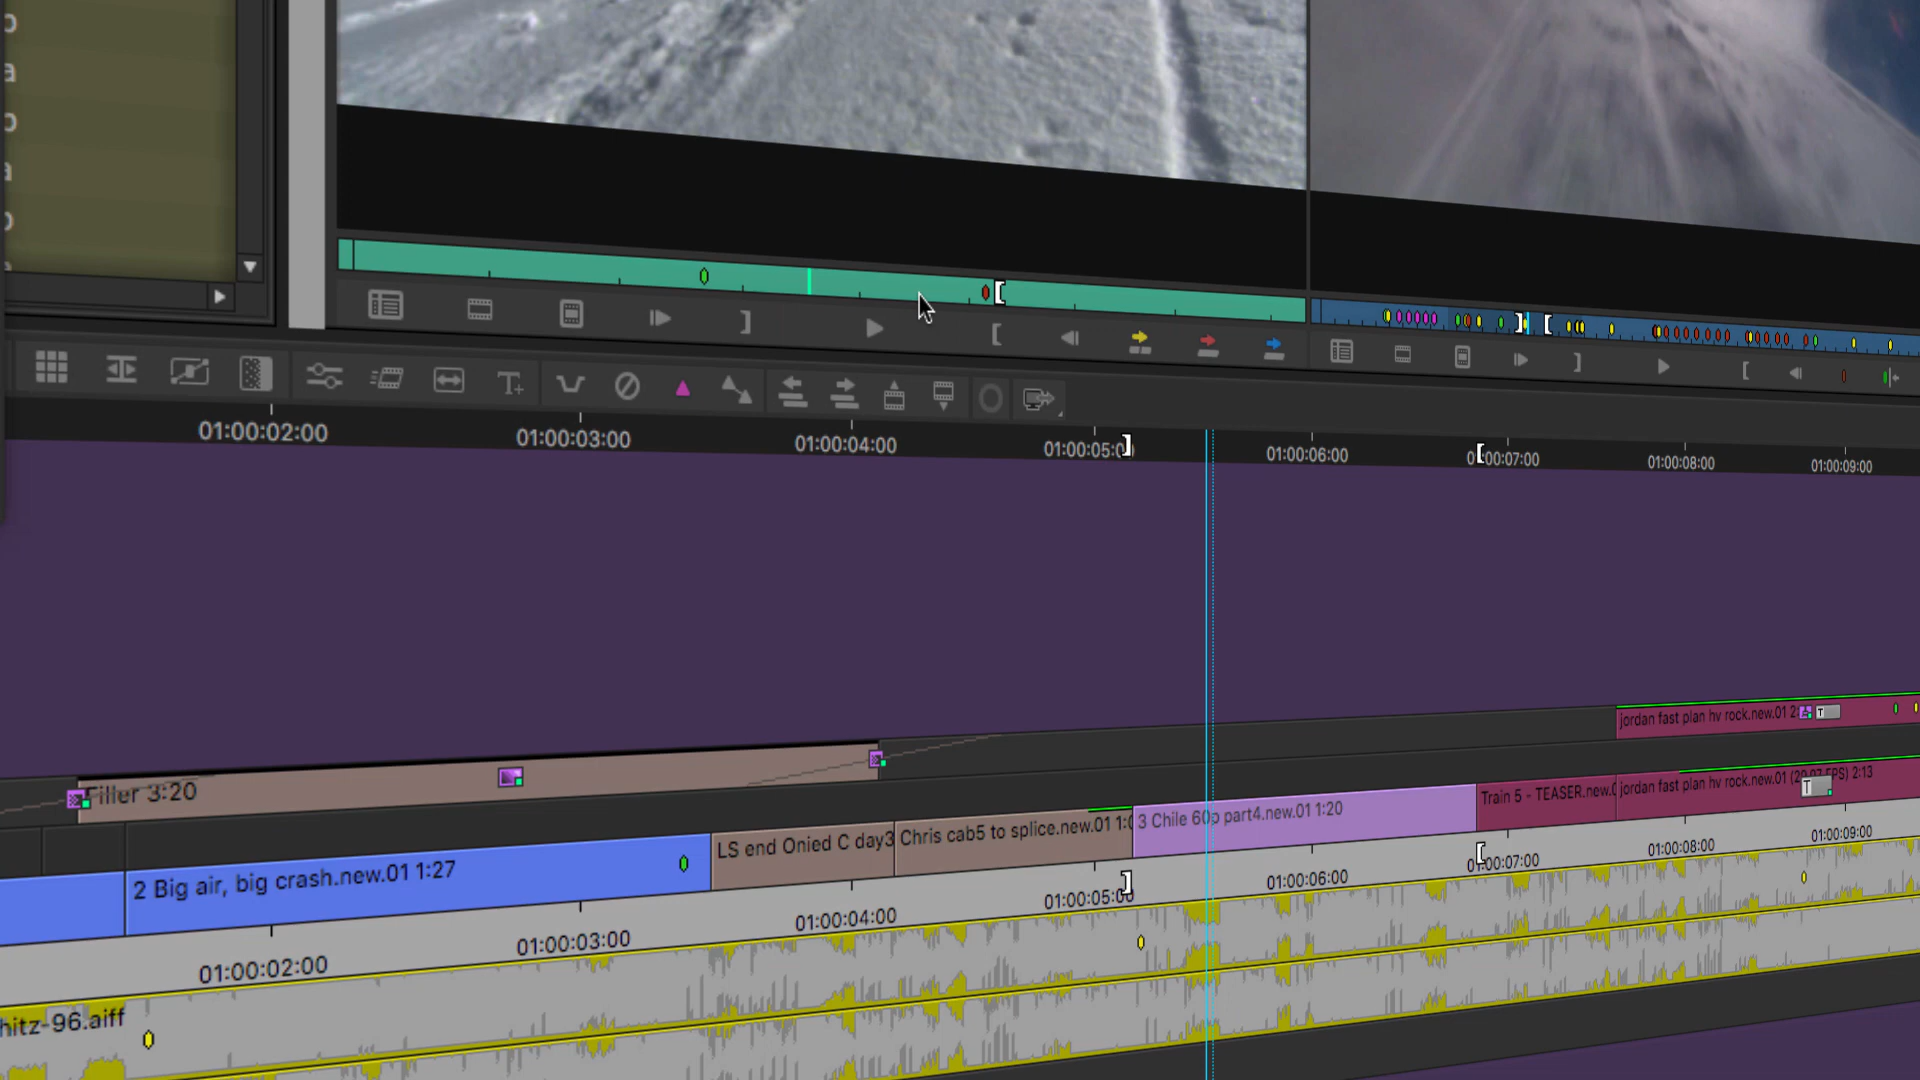 01:00:02:00
01:00:03:00
01:00:04:00
01:00:05:0
01:00:06:00
01:00:07:00
01:00:08:00
01:00:09:00
jordan fast plan hv rock.new.01 2:
Filler 3:20
jordan fast plan hv rock.new.01 (29.97 FPS) 2:13
Train 5 - TEASER.new.0
3 Chile 60p part4.new.01 1:20
Chris cab5 to splice.new.01 1:0
LS end Onied C day3
2 Big air, big crash.new.01 1:27
01:00:02:00
01:00:03:00
01:00:04:00
01:00:05:00
01:00:06:00
01:00:07:00
01:00:08:00
01:00:09:00
hitz-96.aiff